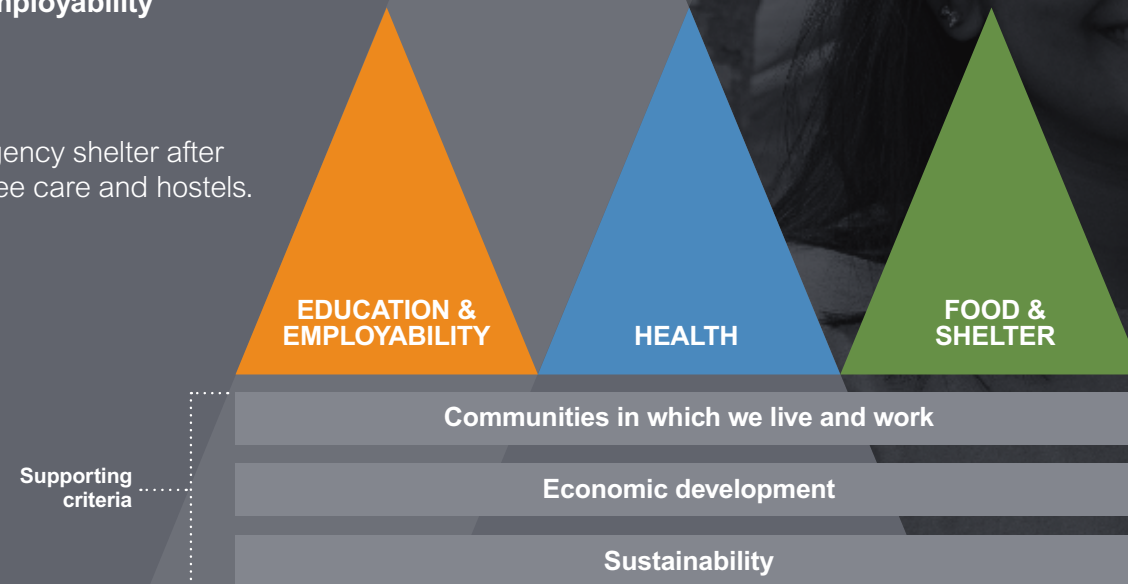 mployability
gency shelter after
ee care and hostels.
EDUCATION &
EMPLOYABILITY
HEALTH
FOOD &
SHELTER
Communities in which we live and work
Supporting
criteria
Economic development
Sustainability